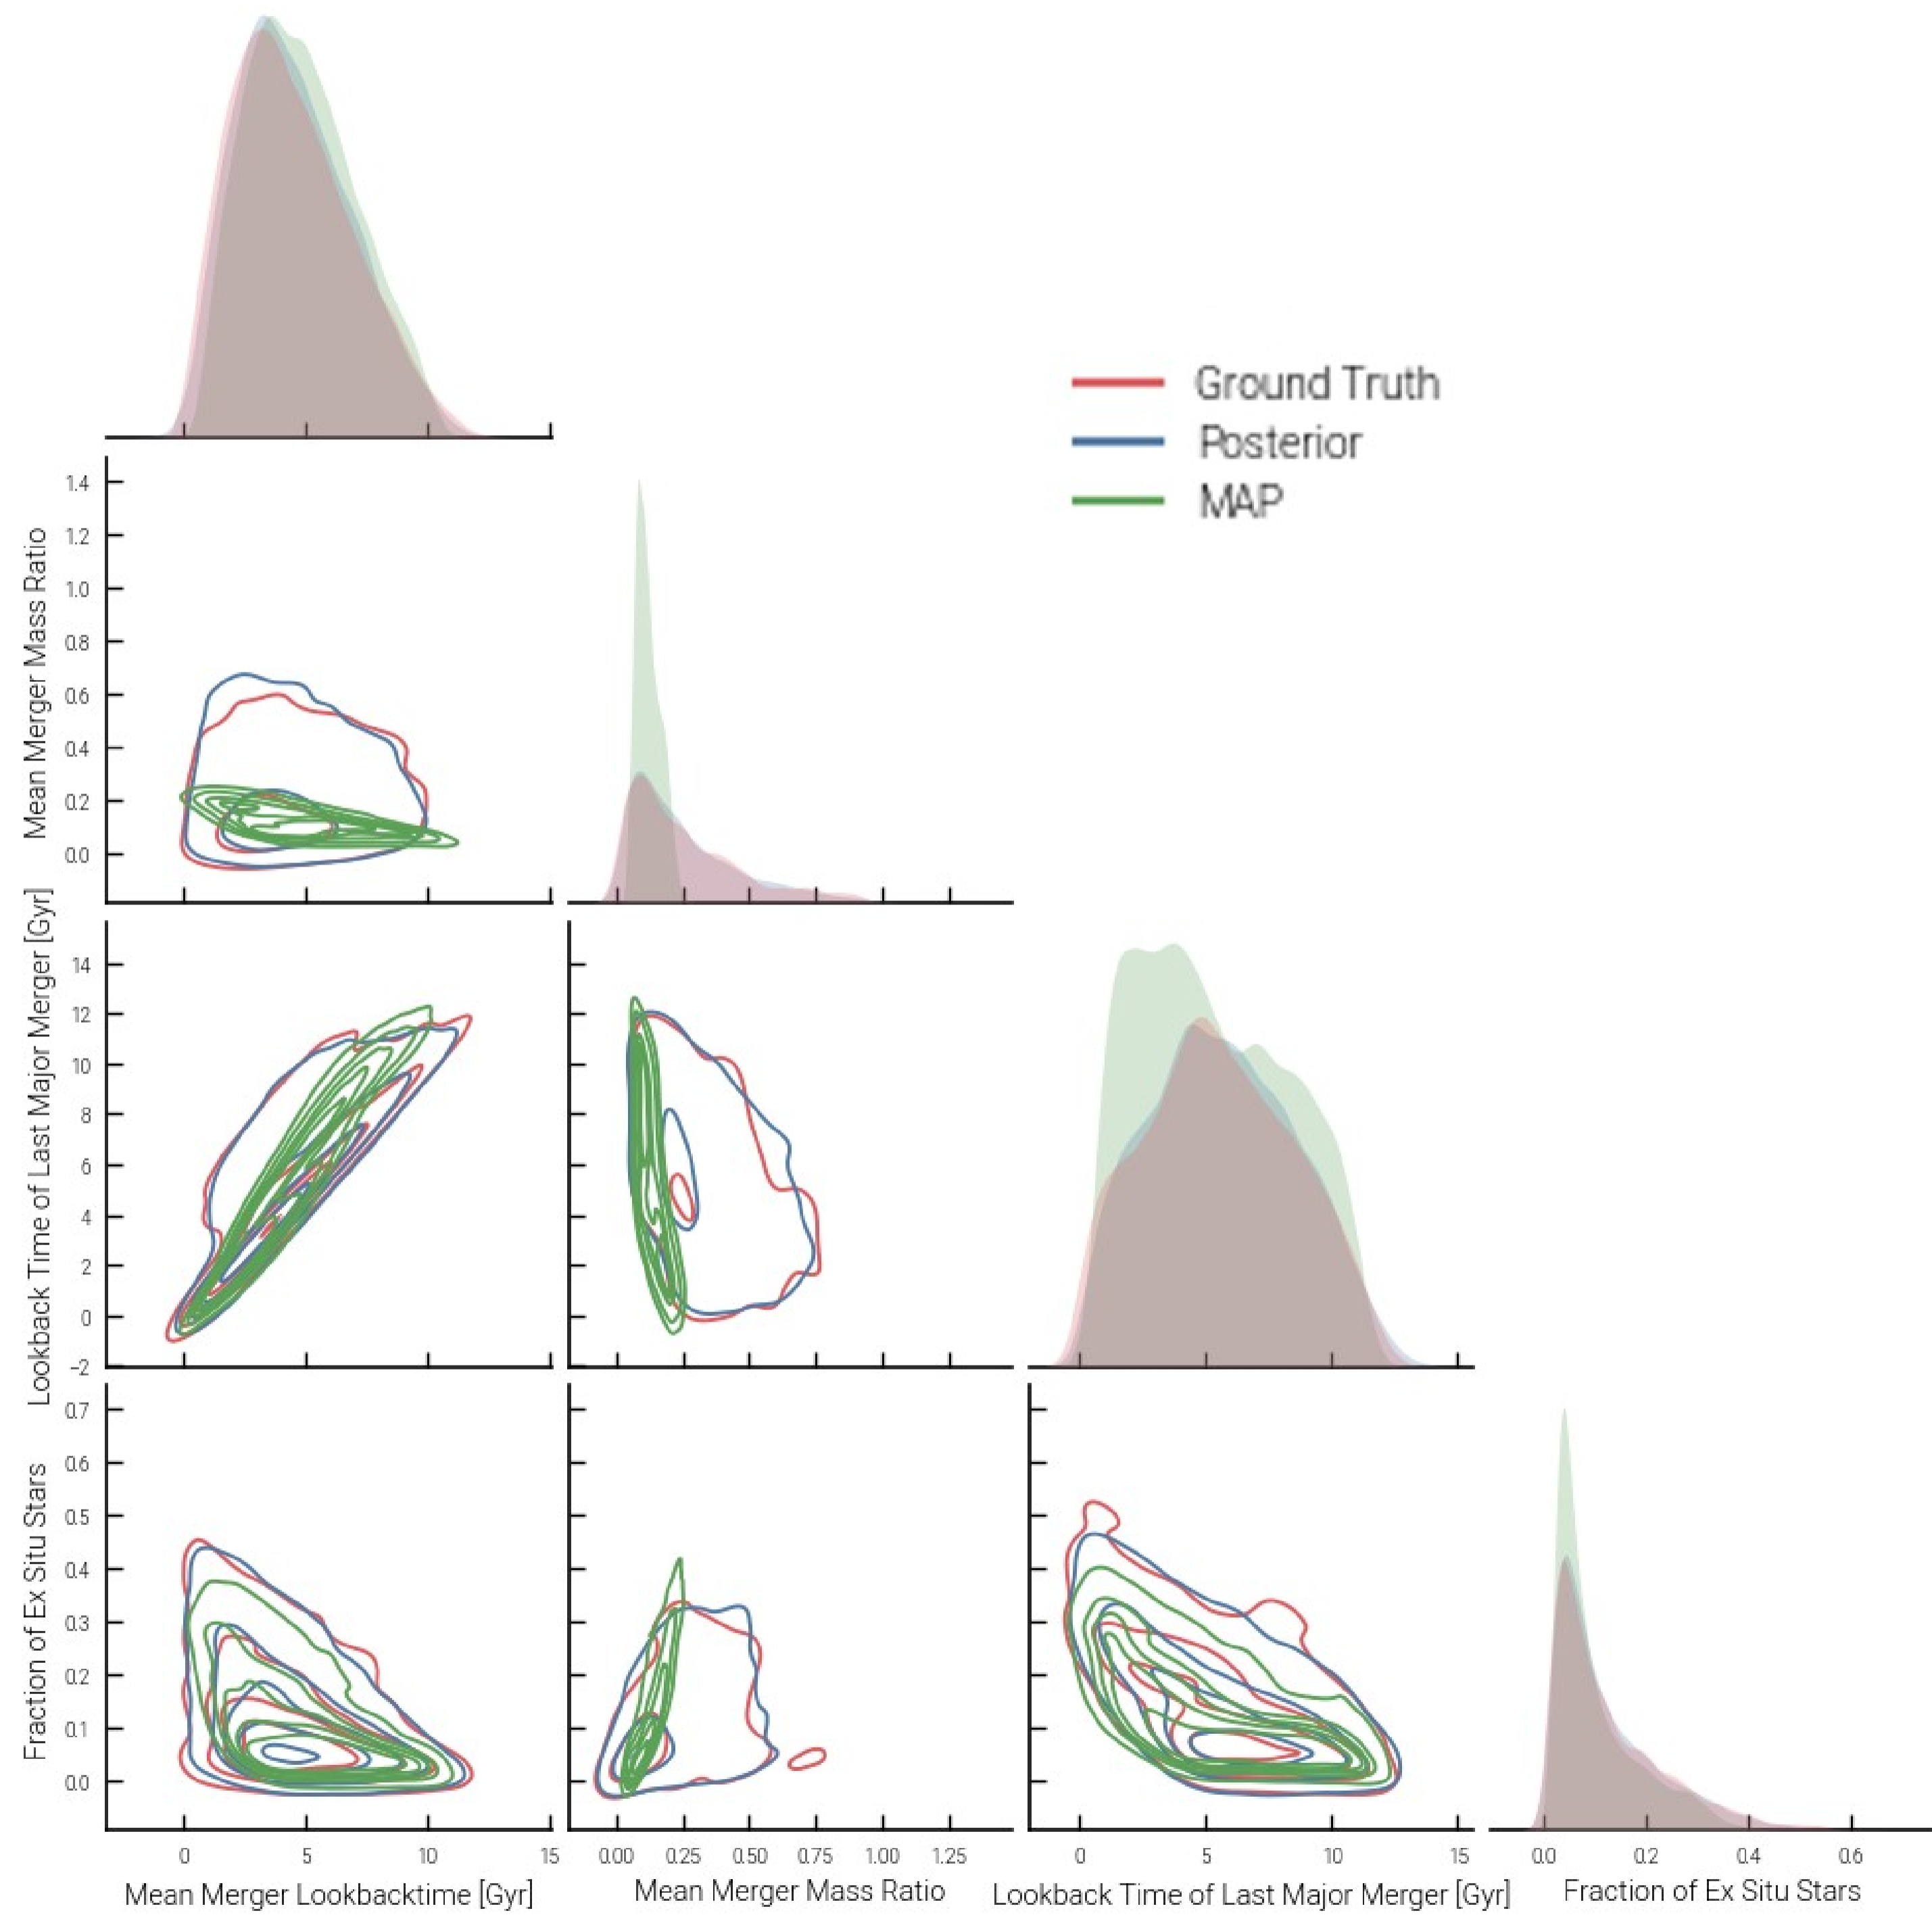 Ground Truth
Posterior
MAP
Mean Merger Mass Ratio
1.4
1.2
1.0
0.8
0.6
0.4
0.2
0.0
Lookback Time of Last Major Merger [Gyr]
14
12
10
8
6
4
2
0
−2
Fraction of Ex Situ Stars
0.7
0.6
0.5
0.4
0.3
0.2
0.1
0.0
0 5 10 15
0.00 0.25 0.50 0.75 1.00 1.25
0 5 10 15
0.0 0.2 0.4 0.6
Mean Merger Lookbacktime [Gyr]
Mean Merger Mass Ratio
Lookback Time of Last Major Merger [Gyr]
Fraction of Ex Situ Stars